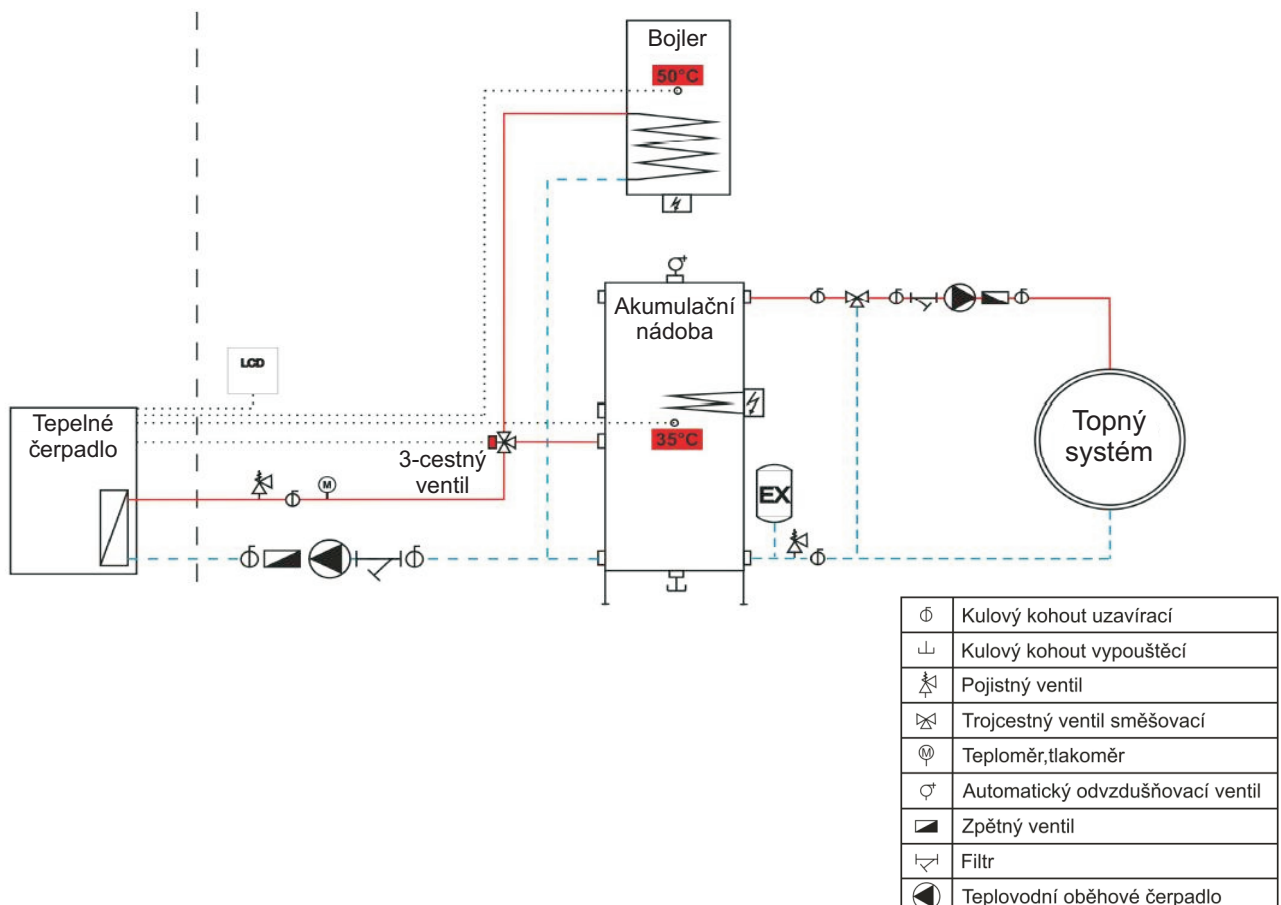 Bojler
50°C
Akumulační
nádoba
LCD
Tepelné
čerpadlo
3-cestný
ventil
35°C
Topný
systém
M
EX
Kulový kohout uzavírací
Kulový kohout vypouštěcí
Pojistný ventil
Trojcestný ventil směšovací
M
Teploměr,tlakoměr
Automatický odvzdušňovací ventil
Zpětný ventil
Filtr
Teplovodní oběhové čerpadlo